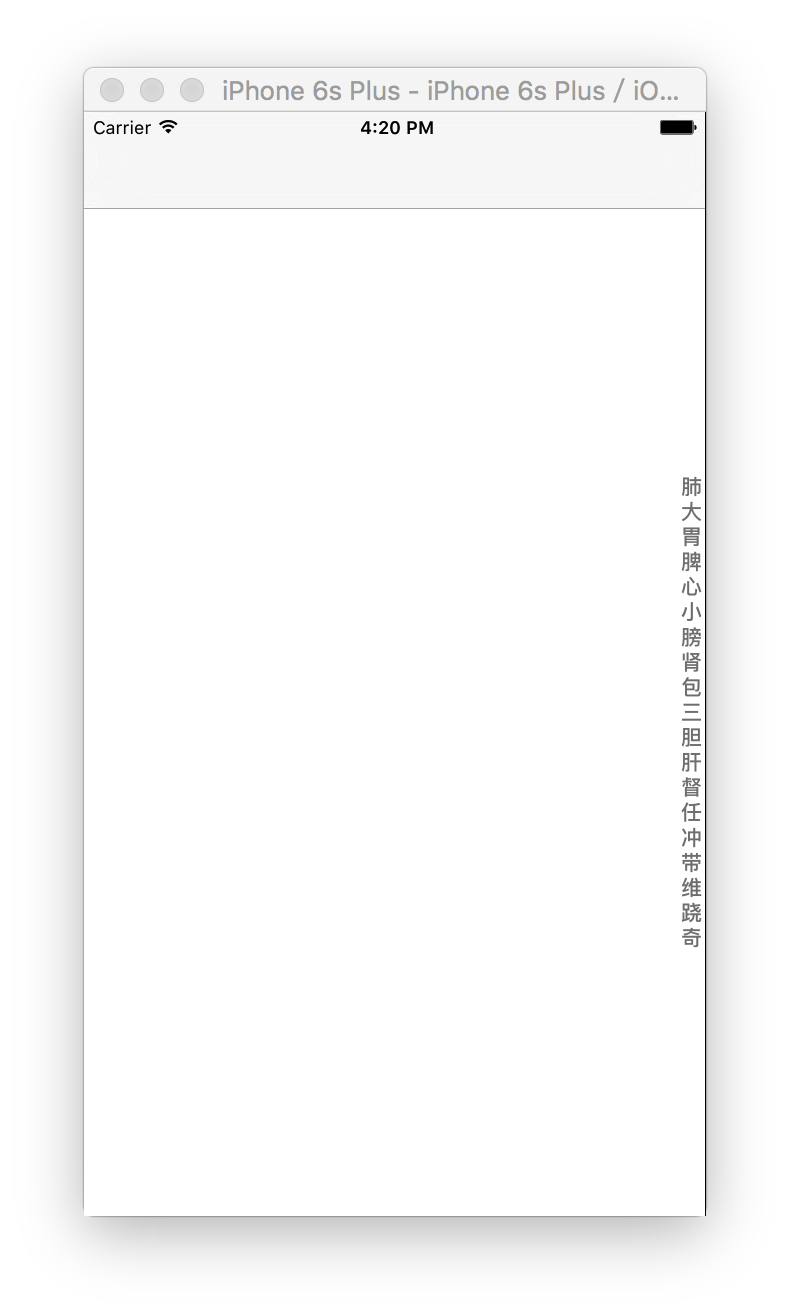 iPhone 6s Plus - iPhone 6s Plus / iO...
Carrier 4:20 PM
肺
大
胃
脾
心
小
膀
肾
包
三
胆
肝
督
任
冲
带
维
跷
奇